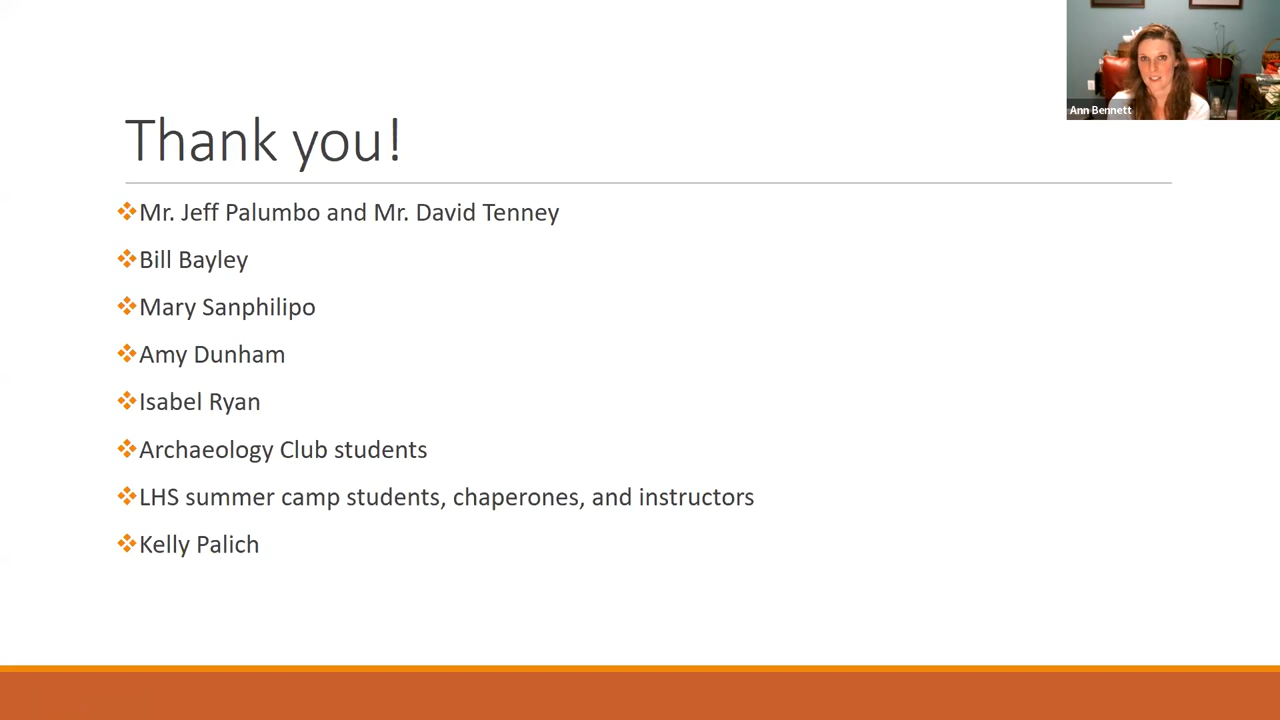 Thank you!
Mr. Jeff Palumbo and Mr. David Tenney
Bill Bayley
Mary Sanphilipo
Amy Dunham
Isabel Ryan
Archaeology Club students
LHS summer camp students, chaperones, and instructors
Kelly Palich
Ann Bennett